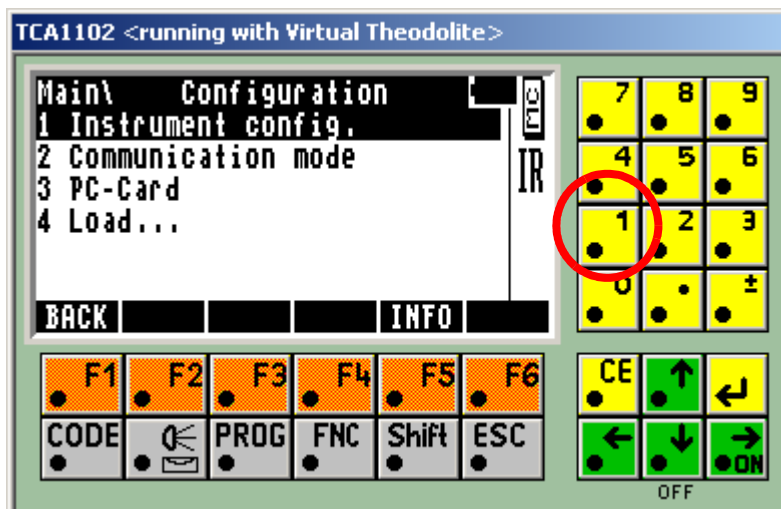 TCA1102 <running with Virtual Theodolite>
Main\ Configuration
1 Instrument config.
2 Communication mode
3 PC-Card
4 Load...
IR
BACK INFO
7 8 9
4 5 6
1 2 3
0 . ±
F1 F2 F3 F4 F5 F6
CODE PROG FNC Shift ESC
CE
ON
OFF